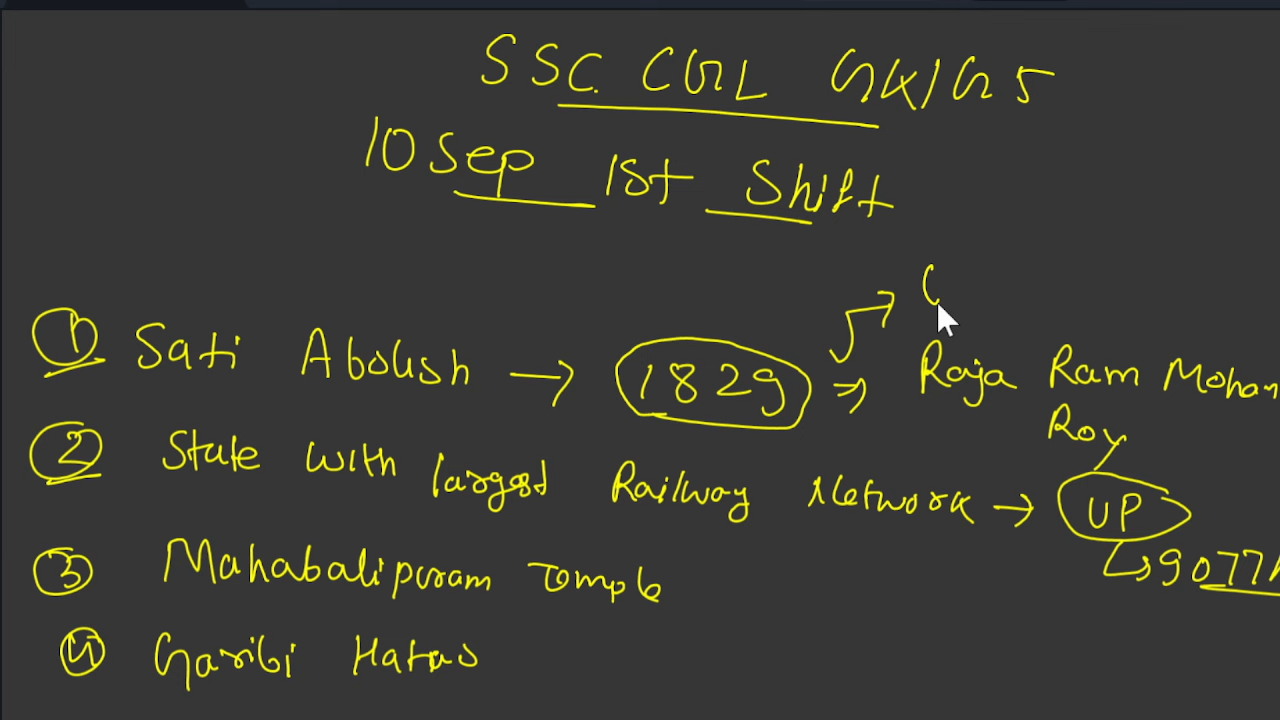 SSC CGL GK/GS
10 Sep 1st Shift
① Sati Abolish → 1829 ⇒ Raja Ram Mohan
Roy
② State with largest Railway Network → UP
↳ 9077
③ Mahabalipuram Temple
④ Garibi Hatao